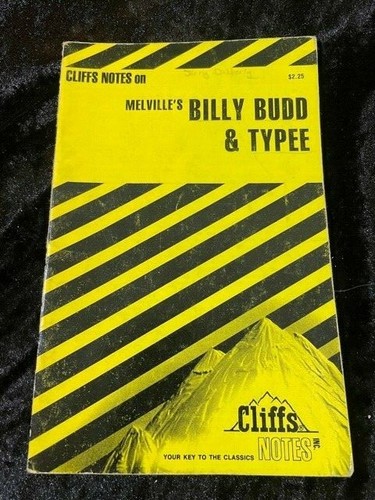 CLIFFS NOTES on
$2.25
MELVILLE'S BILLY BUDD
& TYPEE
Cliffs
NOTES INC.
YOUR KEY TO THE CLASSICS